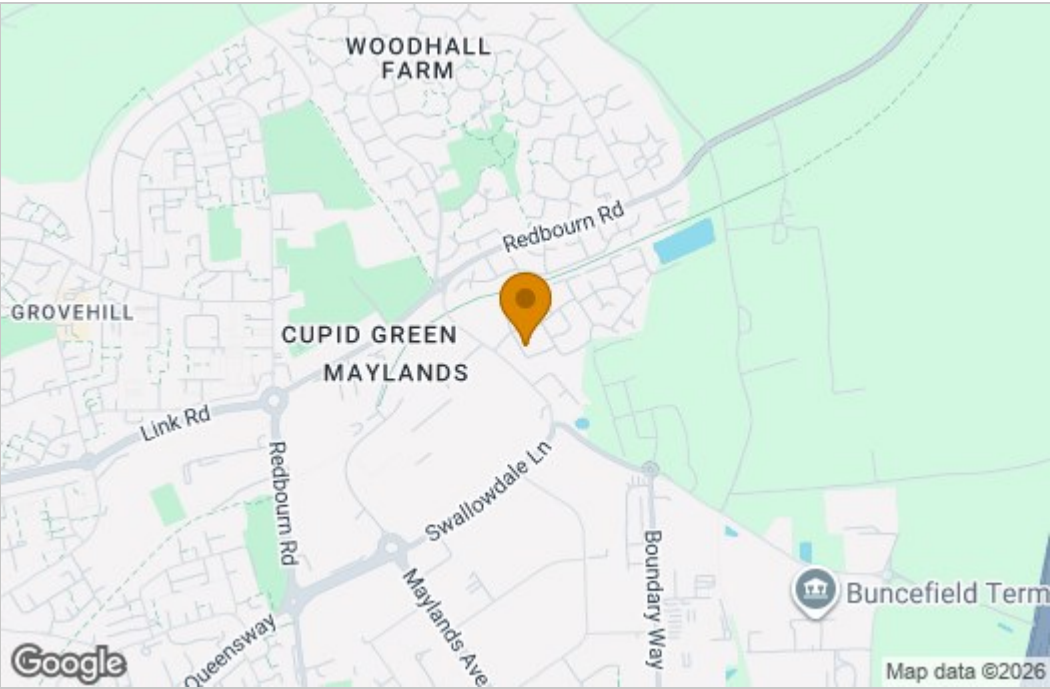 WOODHALL
FARM
Redbourn Rd
GROVEHILL
CUPID GREEN
MAYLANDS
Link Rd
Redbourn Rd
Swallowdale Ln
Boundary Way
Maylands Ave
Queensway
Buncefield Term
Google
Map data ©2026